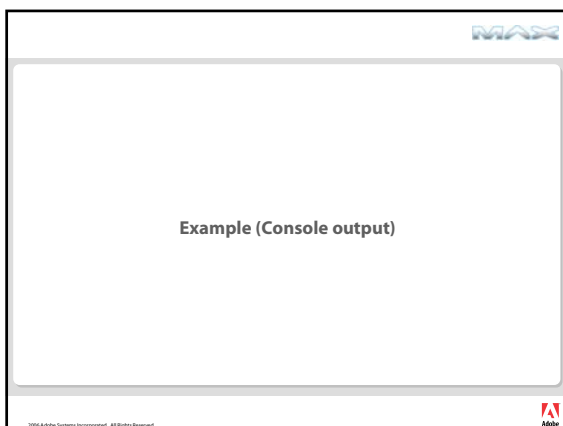 MAX
Example (Console output)
2006 Adobe Systems Incorporated. All Rights Reserved.
Adobe